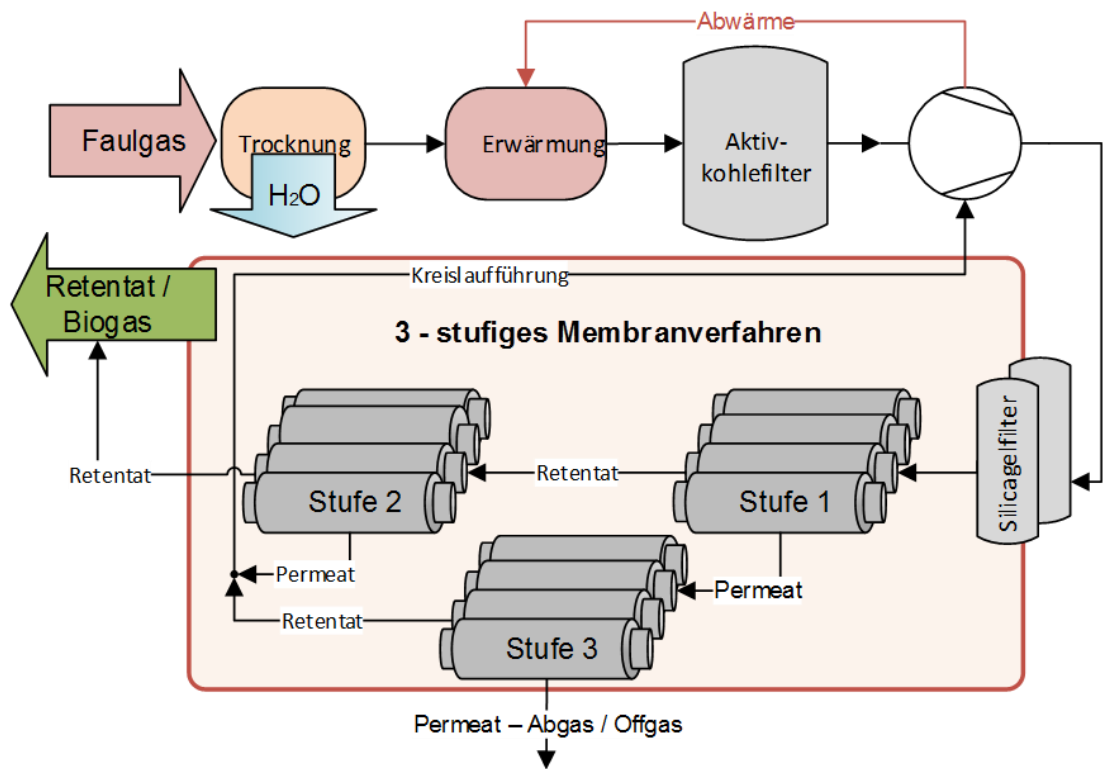 Abwärme
Faulgas
Trocknung
H₂O
Erwärmung
Aktiv-
kohlefilter
Retentat /
Biogas
Kreislaufführung
3 - stufiges Membranverfahren
Silicagelfilter
Retentat
Stufe 2
Retentat
Stufe 1
Permeat
Permeat
Retentat
Stufe 3
Permeat – Abgas / Offgas